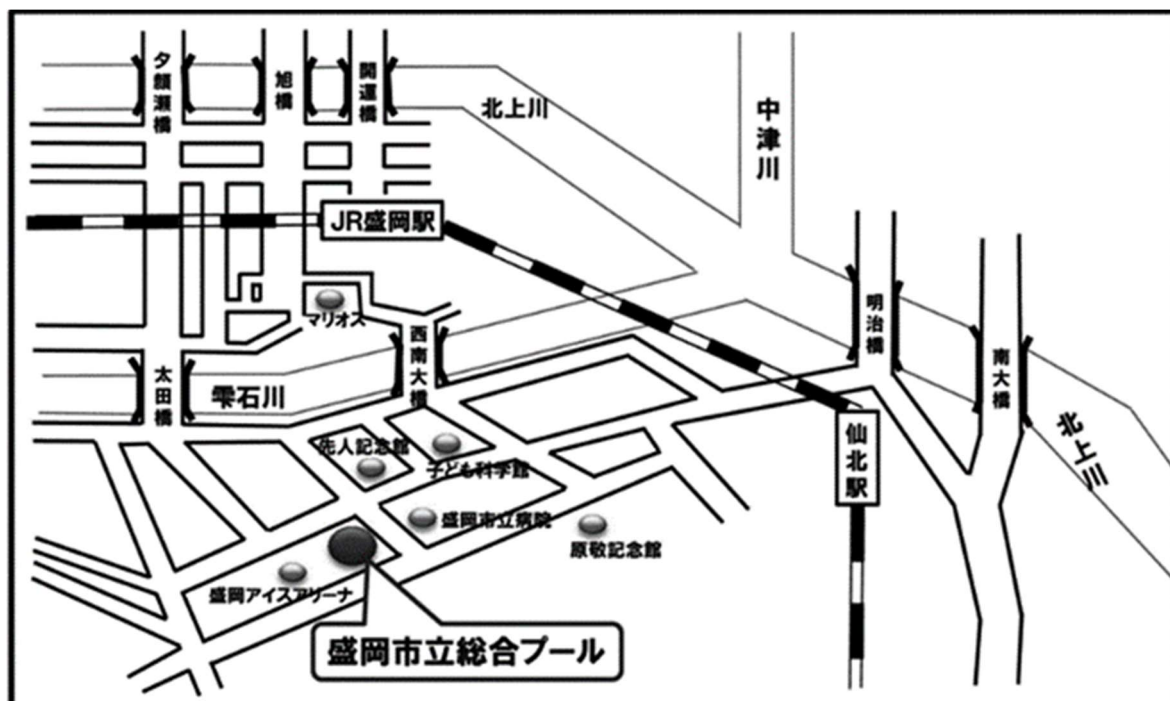 夕顔瀬橋
旭橋
開運橋
北上川
中津川
JR盛岡駅
マリオス
西南大橋
明治橋
南大橋
太田橋
雫石川
北上川
先人記念館
子ども科学館
仙北駅
盛岡市立病院
原敬記念館
盛岡アイスアリーナ
盛岡市立総合プール